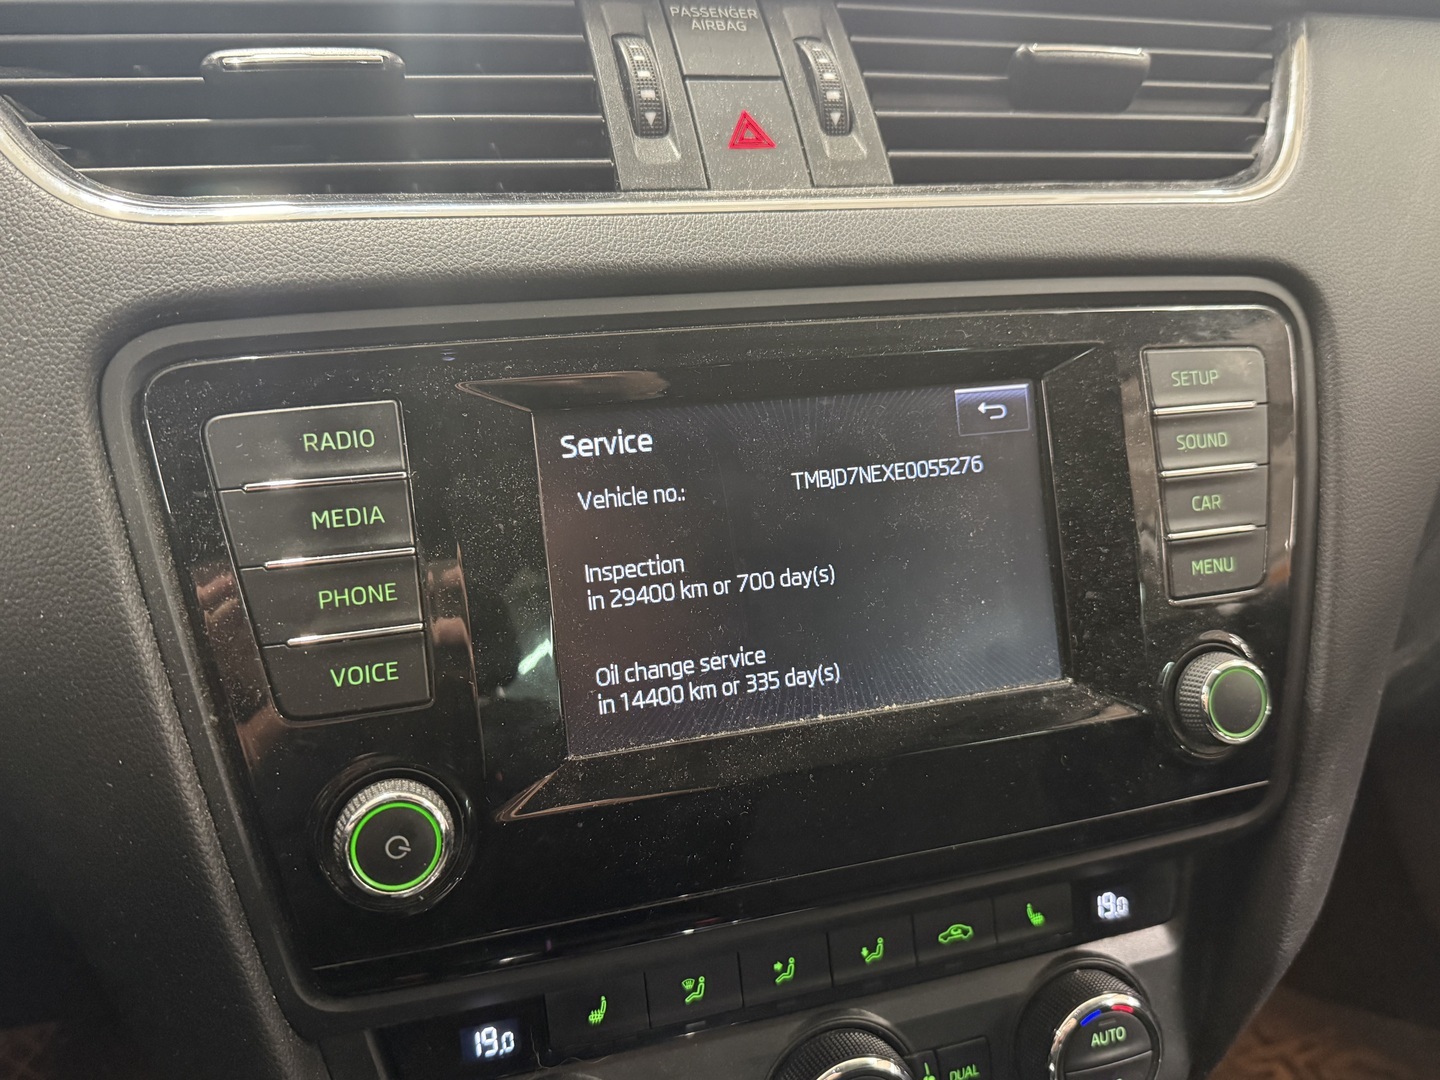 PASSENGER
AIRBAG
RADIO
MEDIA
PHONE
VOICE
Service
Vehicle no.:
TMBJD7NEXE0055276
Inspection
in 29400 km or 700 day(s)
Oil change service
in 14400 km or 335 day(s)
SETUP
SOUND
CAR
MENU
19.0
19.0
AUTO
DUAL